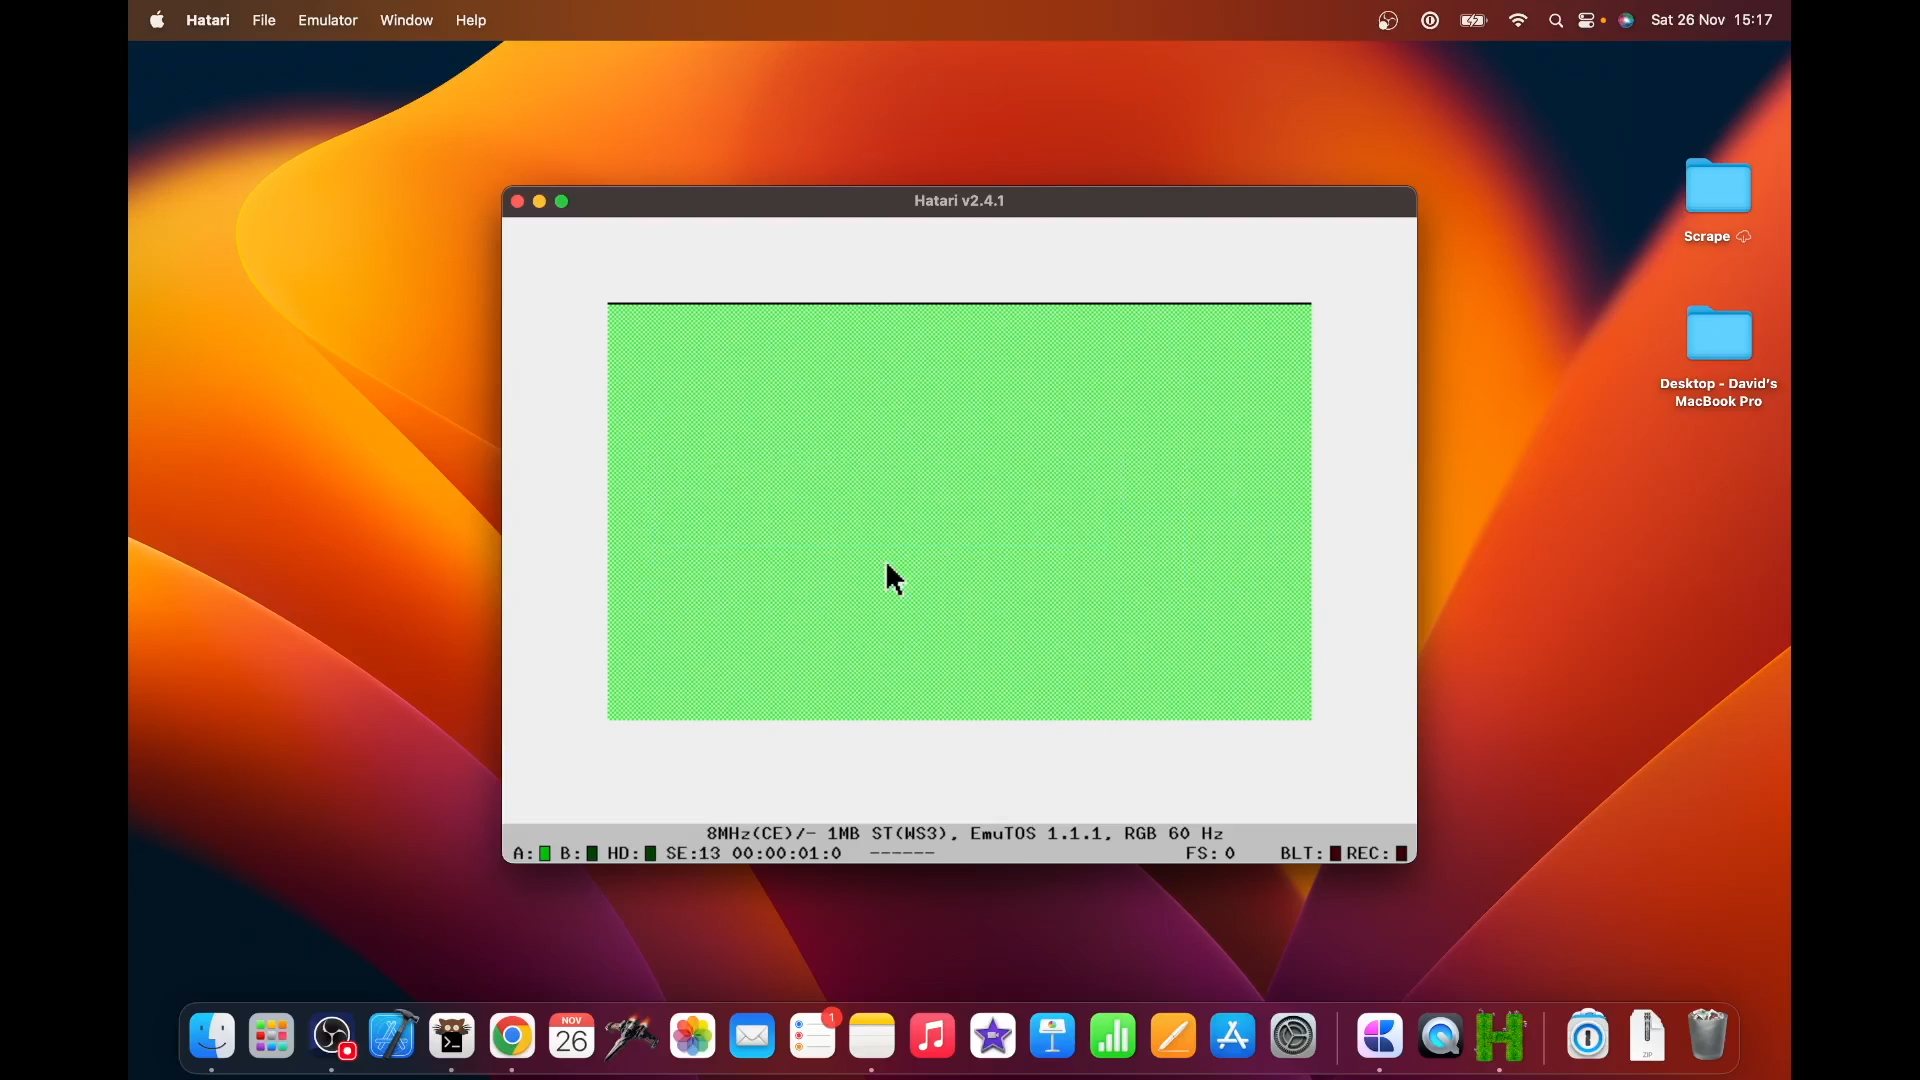 Hatari File Emulator Window Help
Sat 26 Nov 15:17
Hatari v2.4.1
Scrape
Desktop - David's
MacBook Pro
8MHz(CE)/- 1MB ST(WS3), EmuTOS 1.1.1, RGB 60 Hz
A: B: HD: SE:13 00:00:01:0 ------ FS: 0 BLT: REC:
NOV
26
1
ZIP